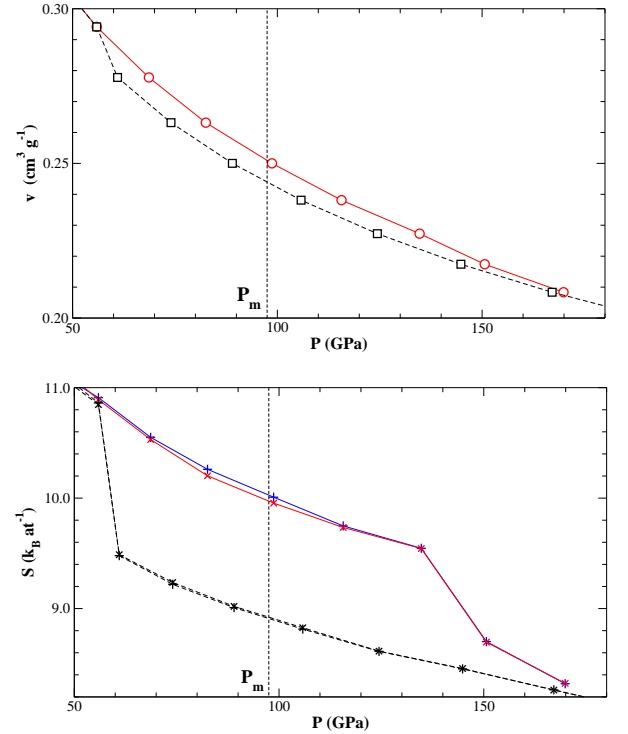 0.30
0.25
0.20
v (cm³ g⁻¹)
P_m
50 100 150
P (GPa)
11.0
10.0
9.0
S (k_B at⁻¹)
P_m
50 100 150
P (GPa)